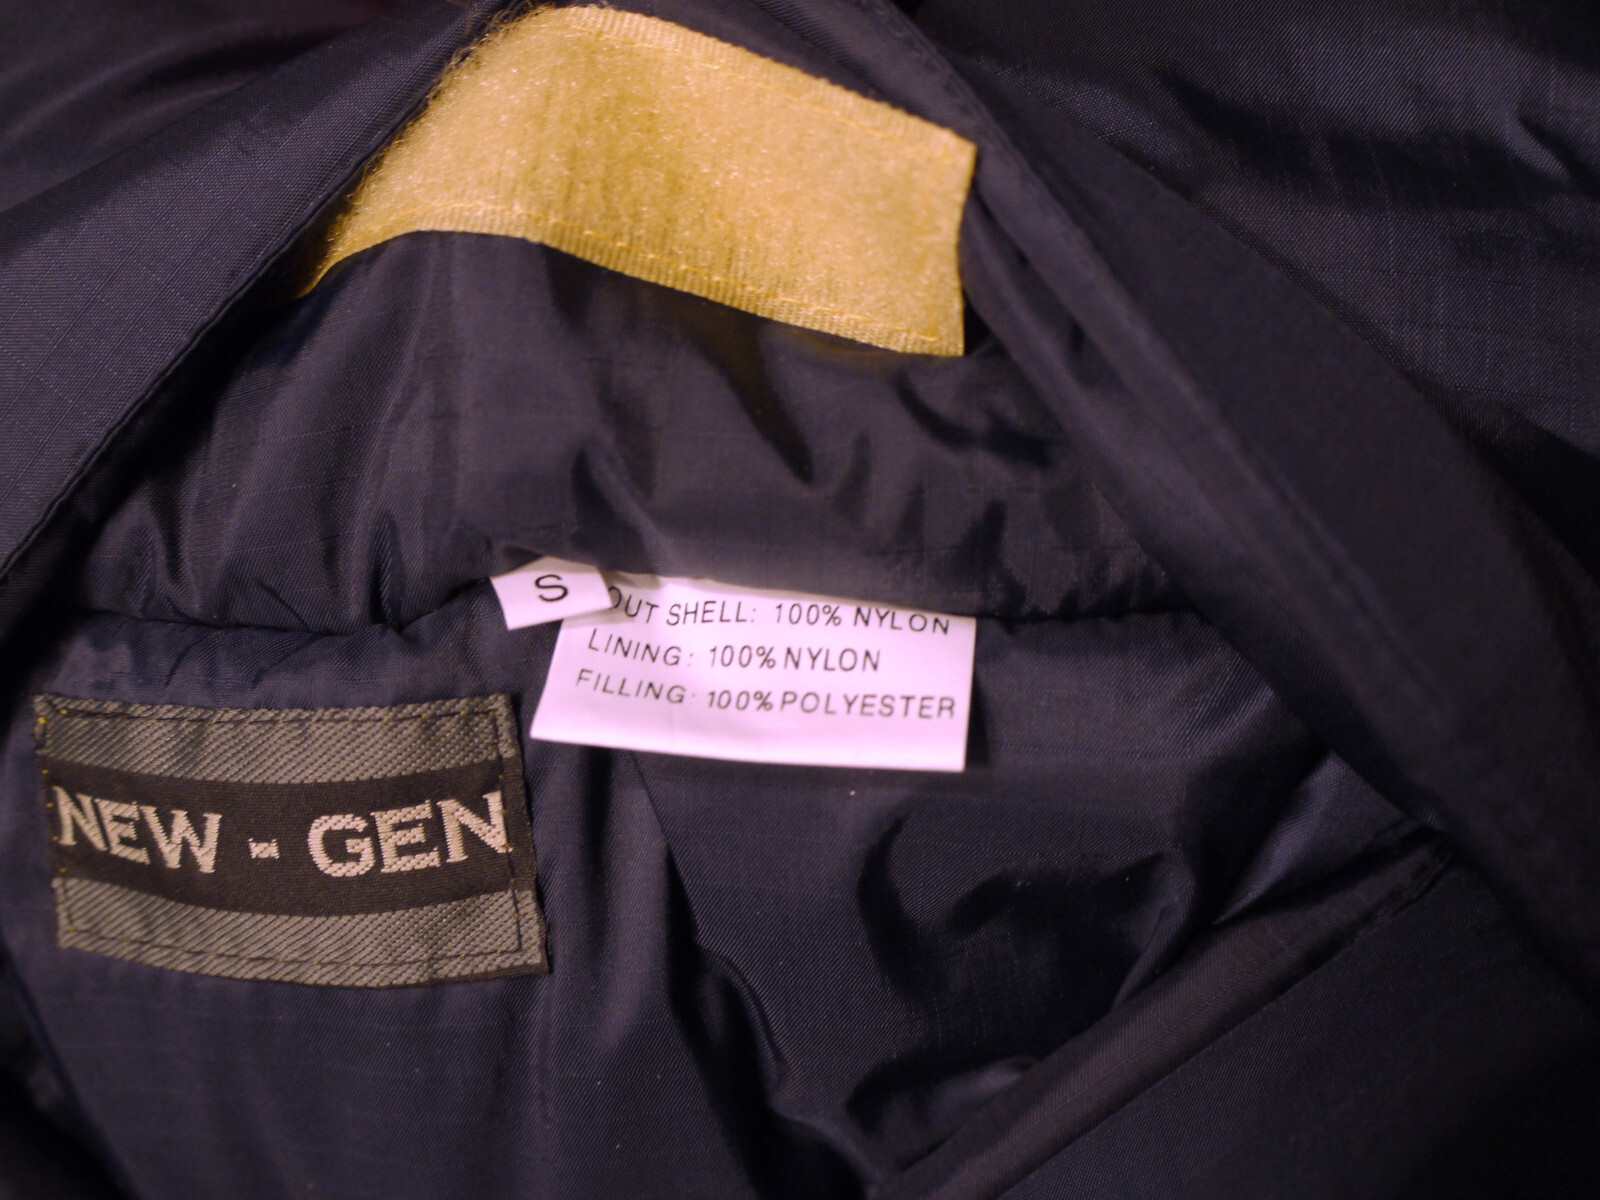 S
OUT SHELL: 100% NYLON
LINING: 100% NYLON
FILLING: 100% POLYESTER
NEW - GEN